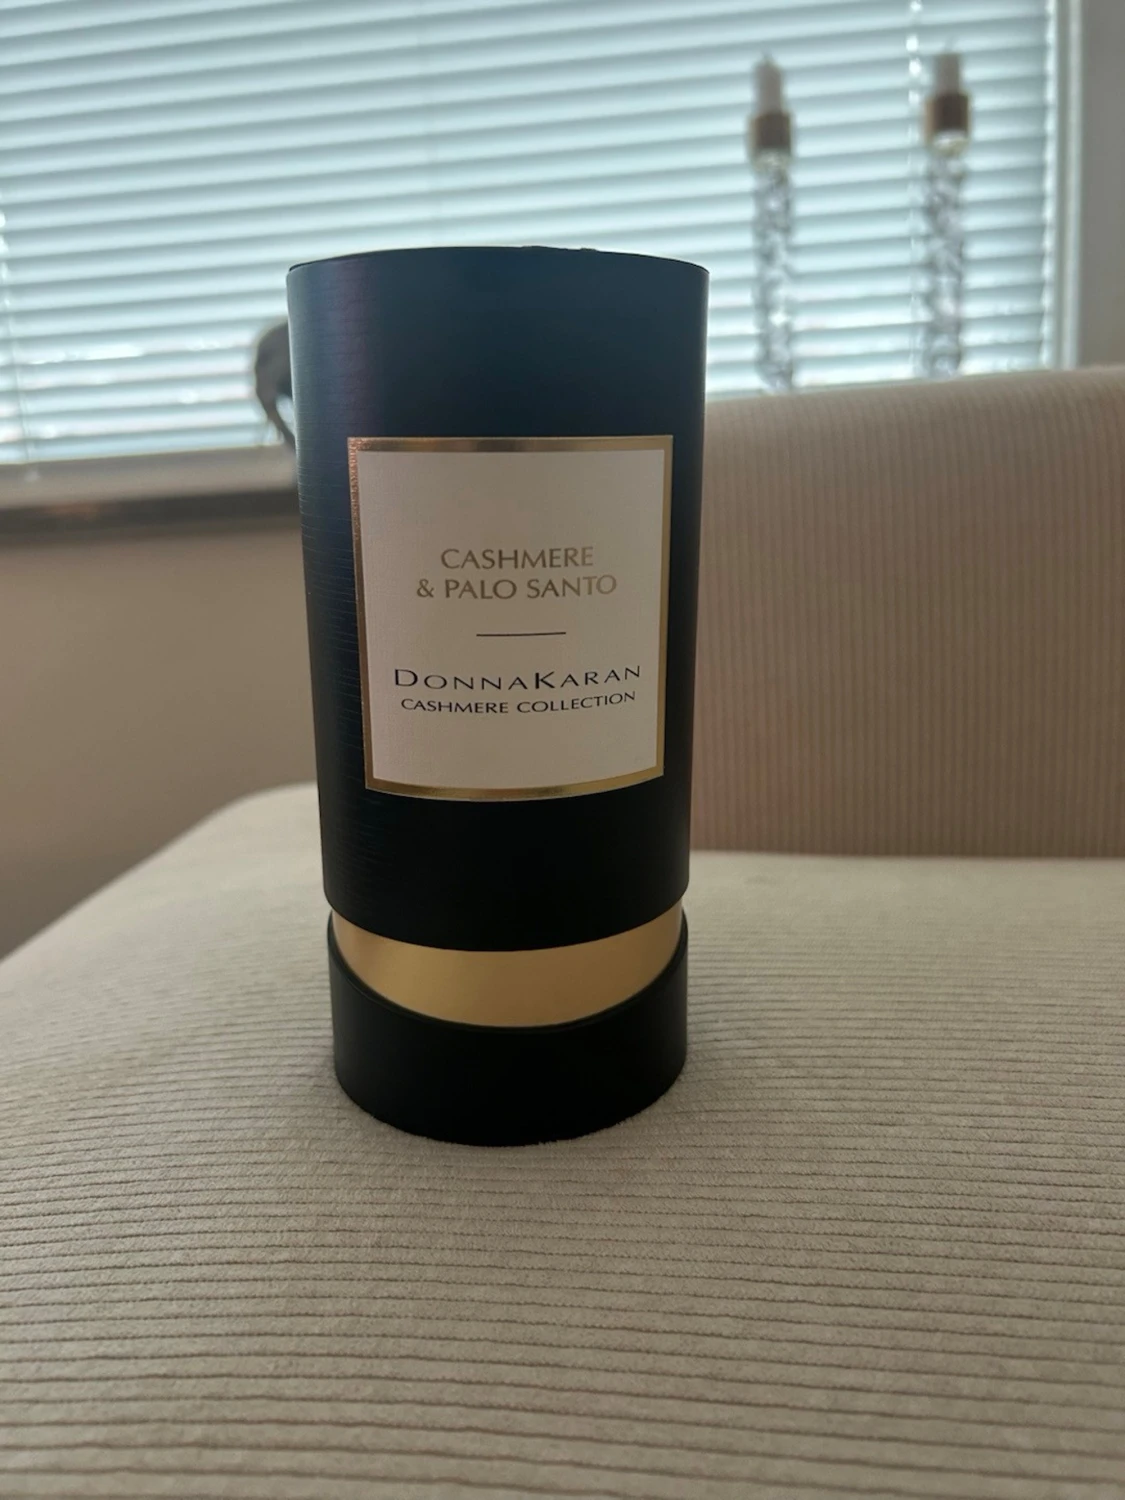 CASHMERE
& PALO SANTO
DONNAKARAN
CASHMERE COLLECTION